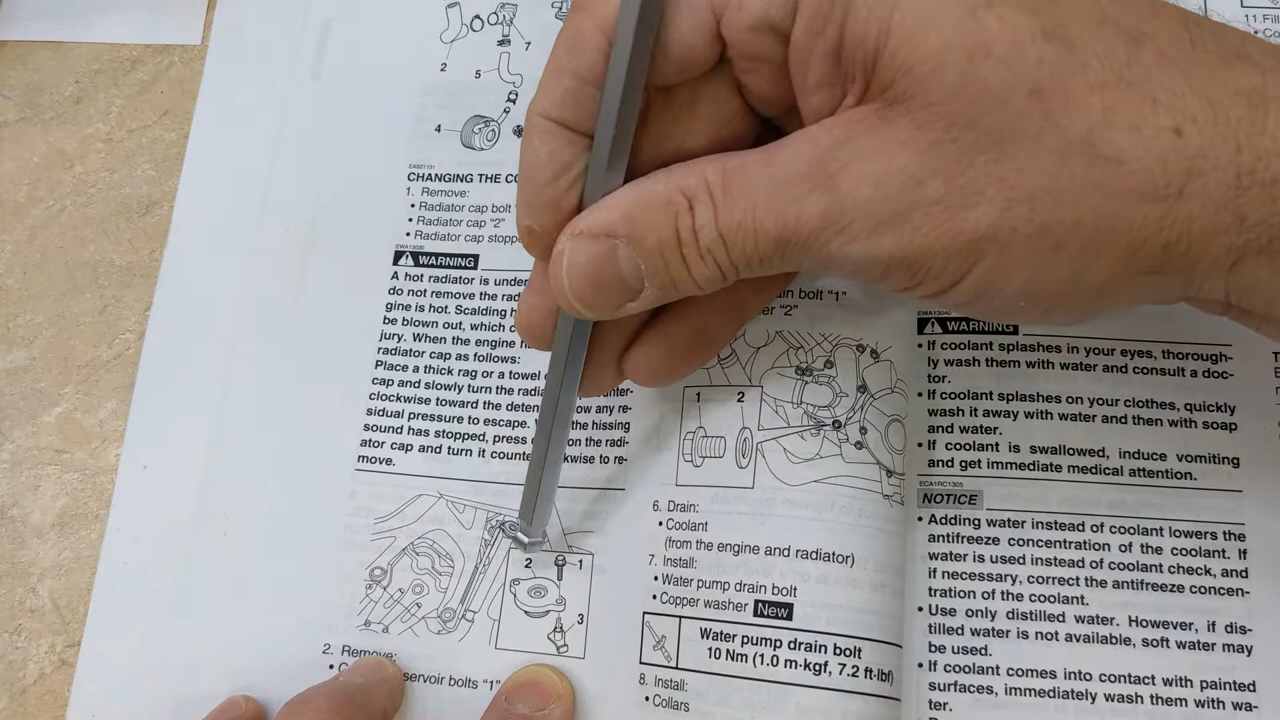 2
7
5
4
EAS21131
CHANGING THE
1. Remove:
• Radiator cap bolt
• Radiator cap “2”
• Radiator cap
EWA13030
WARNING
A hot radiator is under
do not remove the
gine is hot. Scalding
be blown out, which
jury. When the engine
radiator cap as follows:
Place a thick rag or a towel
cap and slowly turn the
clockwise toward the any re-
sidual pressure to escape. the hissing
sound has stopped, press on the radi-
ator cap and turn it to re-
move.
2
1
3
2. Remove:
bolts “1”
bolt “1”
“2”
1 2
6. Drain:
• Coolant
(from the engine and radiator)
7. Install:
• Water pump drain bolt
• Copper washer New
Water pump drain bolt
10 Nm (1.0 m·kgf, 7.2 ft·lbf)
8. Install:
• Collars
11.
EWA13040
WARNING
• If coolant splashes in your eyes, thorough-
ly wash them with water and consult a doc-
tor.
• If coolant splashes on your clothes, quickly
wash it away with water and then with soap
and water.
• If coolant is swallowed, induce vomiting
and get immediate medical attention.
ECA1RC1305
NOTICE
• Adding water instead of coolant lowers the
antifreeze concentration of the coolant. If
water is used instead of coolant check, and
if necessary, correct the antifreeze concen-
tration of the coolant.
• Use only distilled water. However, if dis-
tilled water is not available, soft water may
be used.
• If coolant comes into contact with painted
surfaces, immediately wash them with wa-
ter.